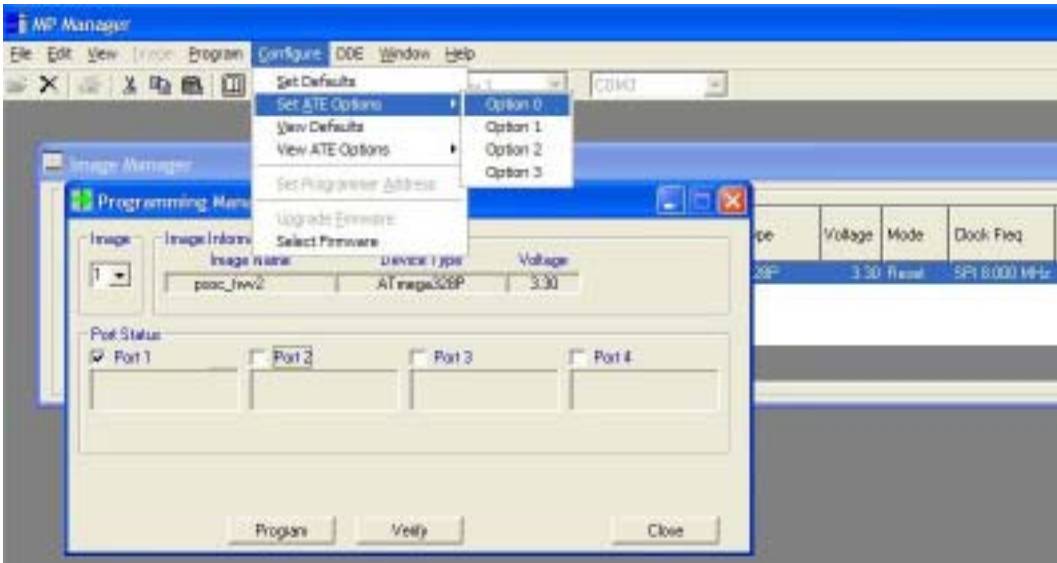 MP Manager
File Edit View Image Program Configure DDE Window Help
COM3
Set Defaults
Set ATE Options
Option 0
View Defaults
Option 1
View ATE Options
Option 2
Set Programmer Address
Option 3
Upgrade Firmware
Select Firmware
Image Manager
Programming Mana
Image
Image Inform
Image Name
Device Type
Voltage
1
ATmega328P
3.30
ype
Voltage
Mode
Clock Freq
28P
3.30
Reset
SPI 8.000 MHz
Port Status
Port 1
Port 2
Port 3
Port 4
Program
Verify
Close